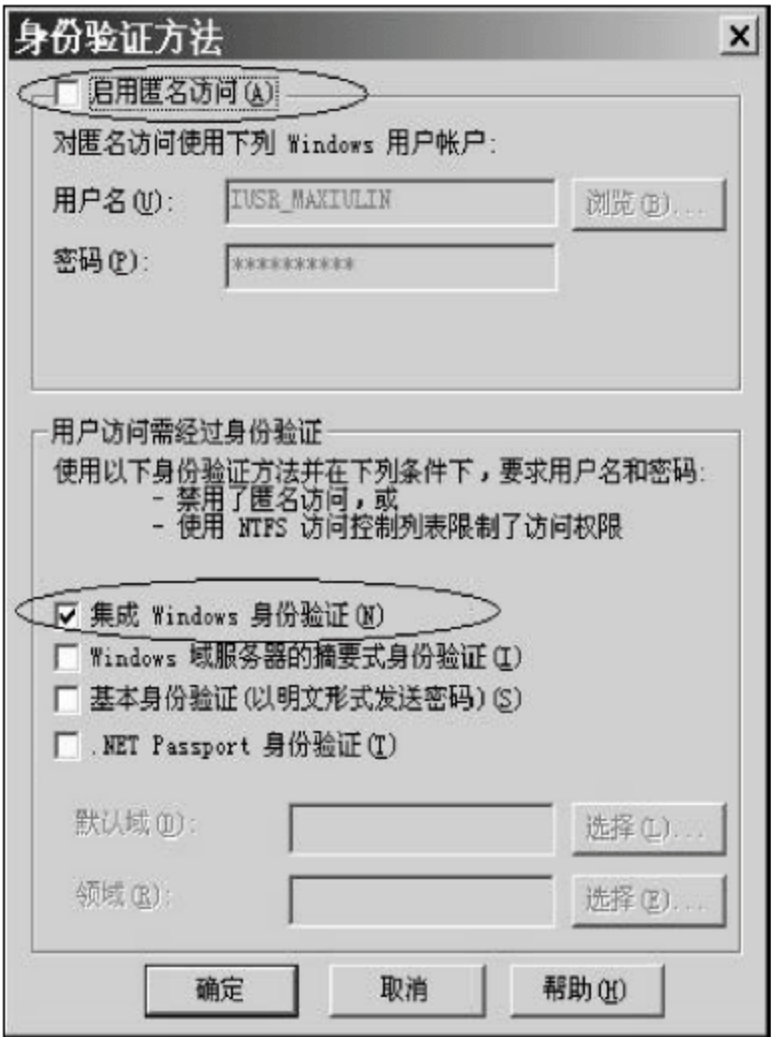 身份验证方法
启用匿名访问(A)
对匿名访问使用下列 Windows 用户帐户:
用户名(U): IUSR_MAXIULIN 浏览(B)...
密码(P): **********
用户访问需经过身份验证
使用以下身份验证方法并在下列条件下，要求用户名和密码:
- 禁用了匿名访问，或
- 使用 NTFS 访问控制列表限制了访问权限
集成 Windows 身份验证(N)
Windows 域服务器的摘要式身份验证(I)
基本身份验证(以明文形式发送密码)(S)
.NET Passport 身份验证(T)
默认域(D): 选择(L)...
领域(R): 选择(E)...
确定 取消 帮助(H)